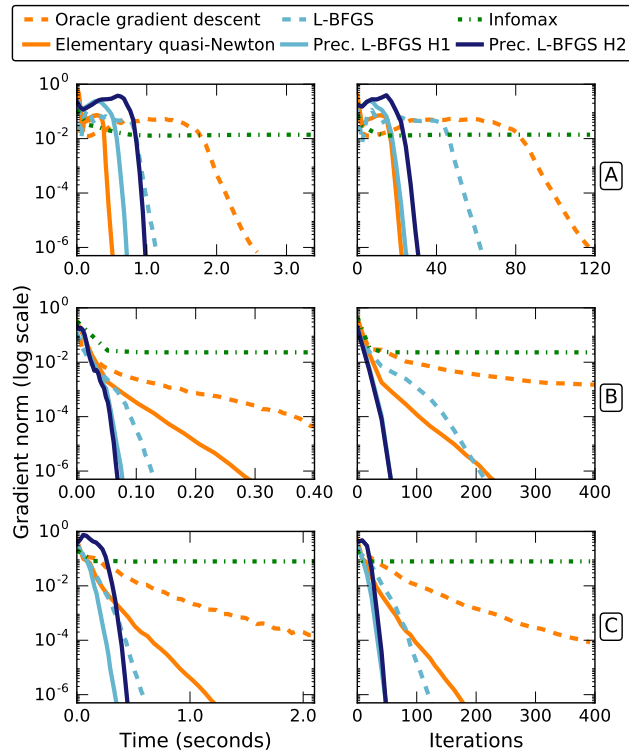 Oracle gradient descent L-BFGS Infomax
Elementary quasi-Newton Prec. L-BFGS H1 Prec. L-BFGS H2
Gradient norm (log scale)
10^0
10^-2
10^-4
10^-6
0.0 1.0 2.0 3.0
0 40 80 120
A
10^0
10^-2
10^-4
10^-6
0.00 0.10 0.20 0.30 0.40
0 100 200 300 400
B
10^0
10^-2
10^-4
10^-6
0.0 1.0 2.0
0 100 200 300 400
C
Time (seconds) Iterations